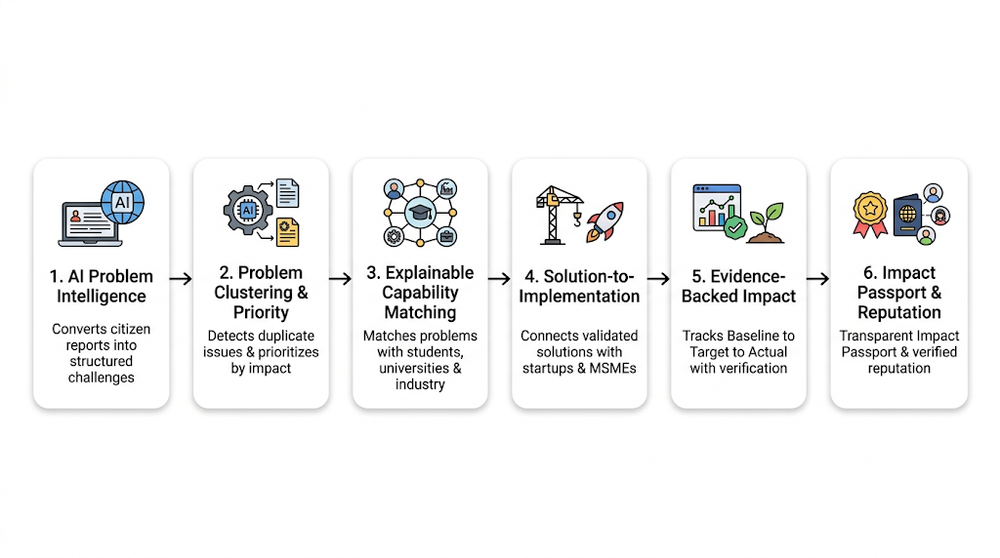 AI
1. AI Problem
Intelligence
Converts citizen
reports into
structured
challenges
AI
2. Problem
Clustering &
Priority
Detects duplicate
issues & prioritizes
by impact
3. Explainable
Capability
Matching
Matches problems
with students,
universities &
industry
4. Solution-to-
Implementation
Connects validated
solutions with
startups & MSMEs
5. Evidence-
Backed Impact
Tracks Baseline to
Target to Actual
with verification
6. Impact
Passport &
Reputation
Transparent Impact
Passport & verified
reputation